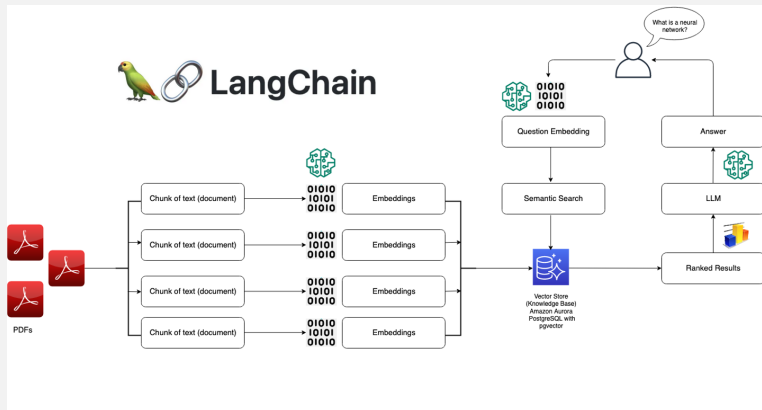 What is a neural
network?
LangChain
01010
10101
01010
Question Embedding
Answer
Chunk of text (document)
01010
10101
01010
Embeddings
Semantic Search
LLM
Chunk of text (document)
01010
10101
01010
Embeddings
Ranked Results
Chunk of text (document)
01010
10101
01010
Embeddings
Vector Store
(Knowledge Base)
Amazon Aurora
PostgreSQL with
pgvector
PDFs
Chunk of text (document)
01010
10101
01010
Embeddings